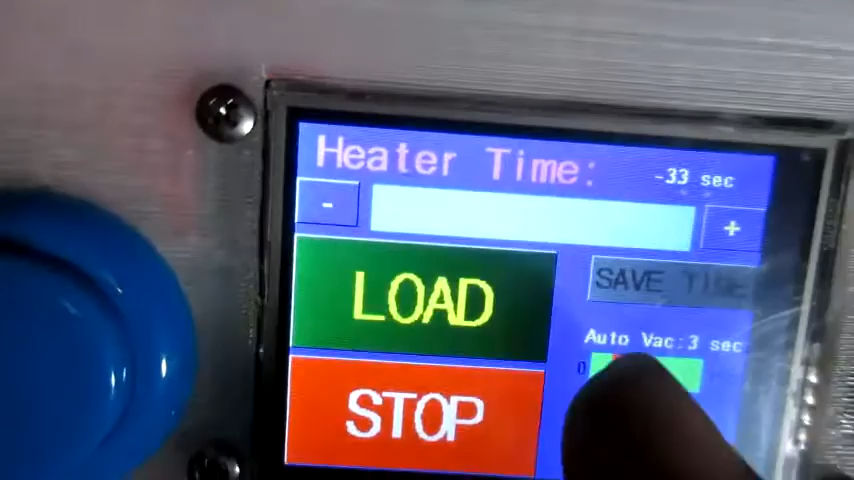 Heater Time: -33 sec
- +
LOAD
SAVE TIME
Auto Vac:3 sec
0
STOP